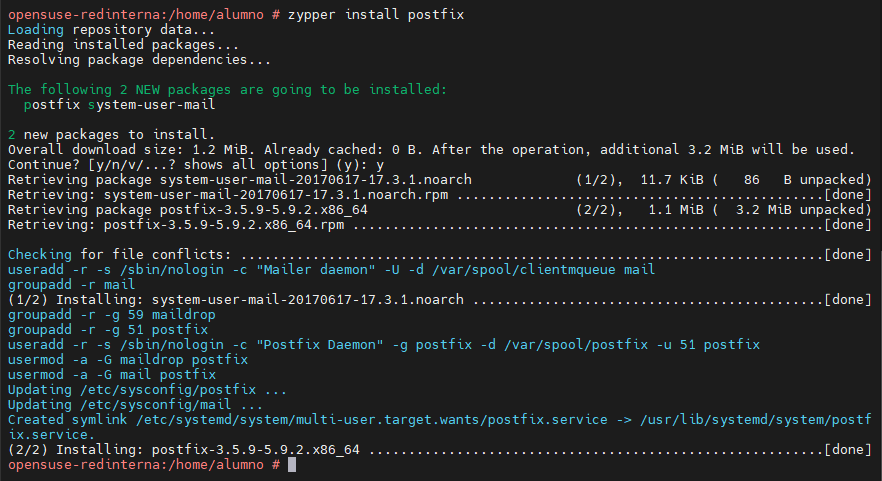 opensuse-redinterna:/home/alumno # zypper install postfix
Loading repository data...
Reading installed packages...
Resolving package dependencies...
The following 2 NEW packages are going to be installed:
  postfix system-user-mail
2 new packages to install.
Overall download size: 1.2 MiB. Already cached: 0 B. After the operation, additional 3.2 MiB will be used.
Continue? [y/n/v/...? shows all options] (y): y
Retrieving package system-user-mail-20170617-17.3.1.noarch             (1/2),  11.7 KiB (   86   B unpacked)
Retrieving: system-user-mail-20170617-17.3.1.noarch.rpm ..............................................[done]
Retrieving package postfix-3.5.9-5.9.2.x86_64                          (2/2),   1.1 MiB (  3.2 MiB unpacked)
Retrieving: postfix-3.5.9-5.9.2.x86_64.rpm ...........................................................[done]
Checking for file conflicts: .........................................................................[done]
useradd -r -s /sbin/nologin -c "Mailer daemon" -U -d /var/spool/clientmqueue mail
groupadd -r mail
(1/2) Installing: system-user-mail-20170617-17.3.1.noarch ............................................[done]
groupadd -r -g 59 maildrop
groupadd -r -g 51 postfix
useradd -r -s /sbin/nologin -c "Postfix Daemon" -g postfix -d /var/spool/postfix -u 51 postfix
usermod -a -G maildrop postfix
usermod -a -G mail postfix
Updating /etc/sysconfig/postfix ...
Updating /etc/sysconfig/mail ...
Created symlink /etc/systemd/system/multi-user.target.wants/postfix.service -> /usr/lib/systemd/system/postf
ix.service.
(2/2) Installing: postfix-3.5.9-5.9.2.x86_64 .........................................................[done]
opensuse-redinterna:/home/alumno #